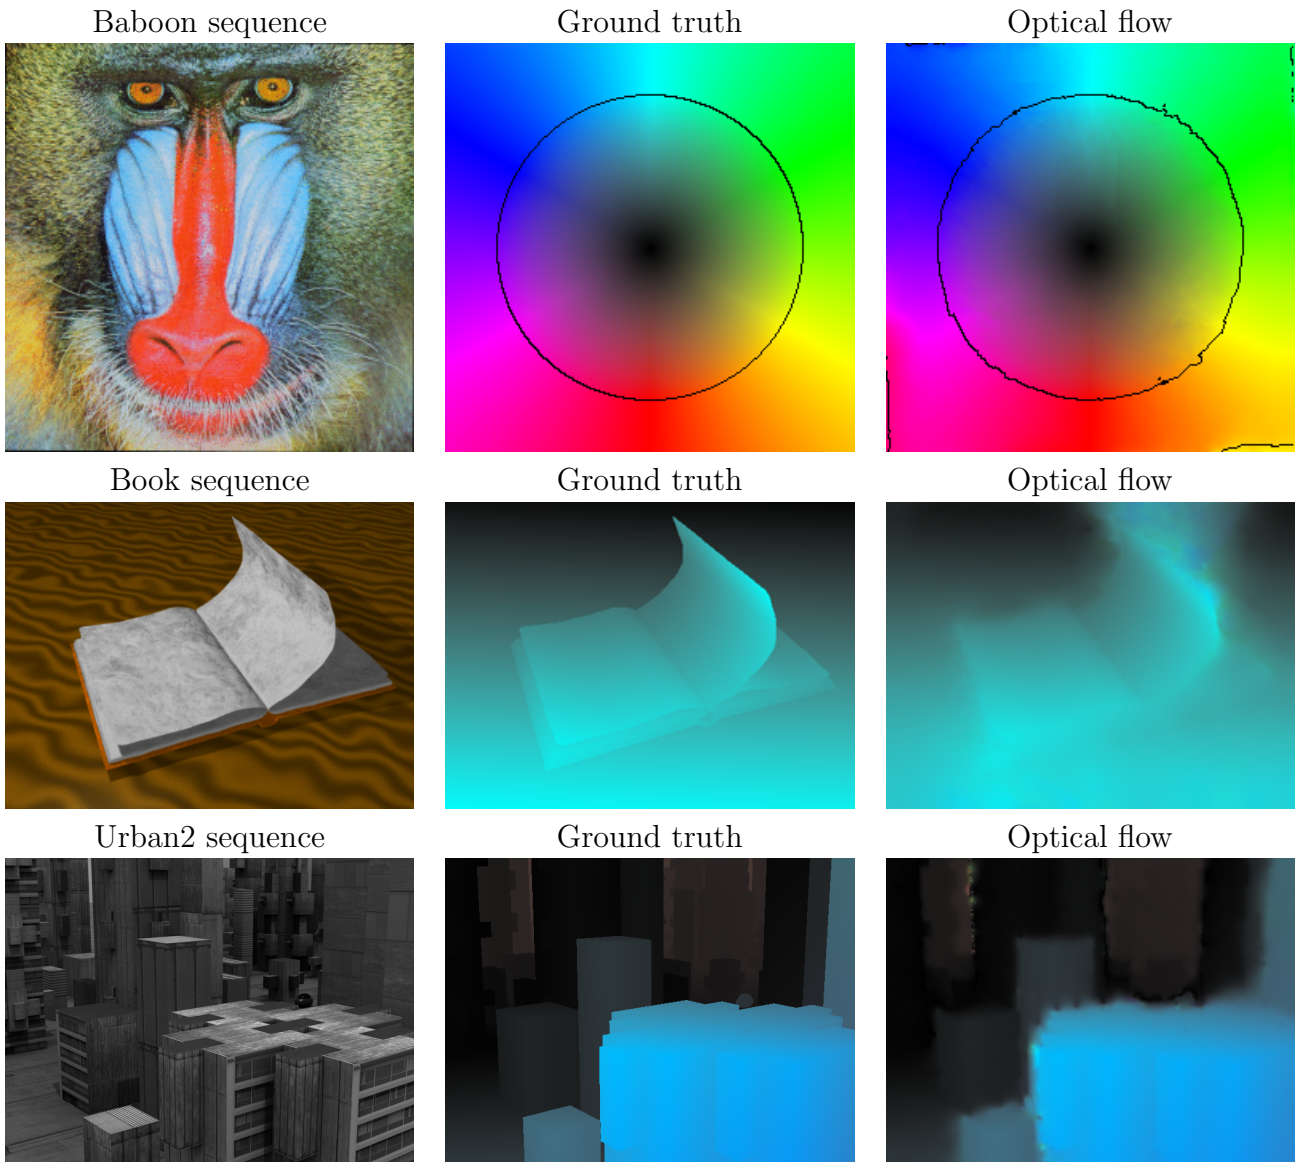 Baboon sequence
Ground truth
Optical flow
Book sequence
Ground truth
Optical flow
Urban2 sequence
Ground truth
Optical flow